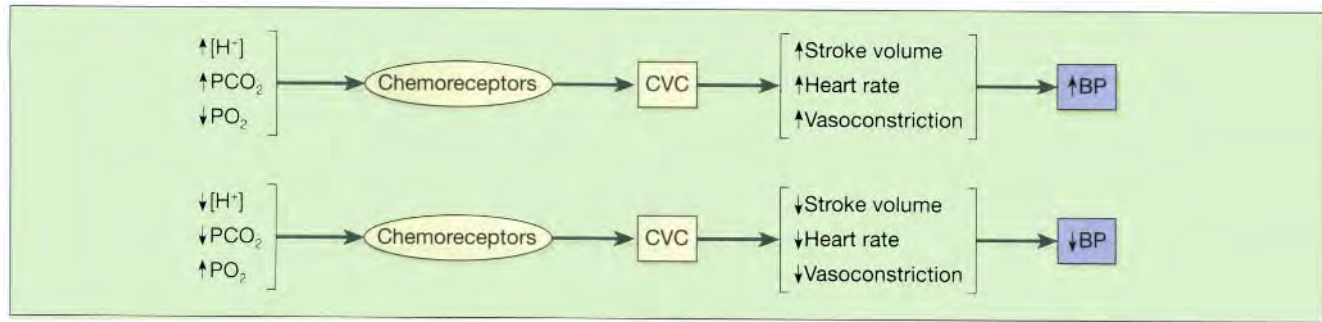 ↑[H⁺]
↑PCO₂
↓PO₂
Chemoreceptors
CVC
↑Stroke volume
↑Heart rate
↑Vasoconstriction
↑BP
↓[H⁺]
↓PCO₂
↑PO₂
Chemoreceptors
CVC
↓Stroke volume
↓Heart rate
↓Vasoconstriction
↓BP